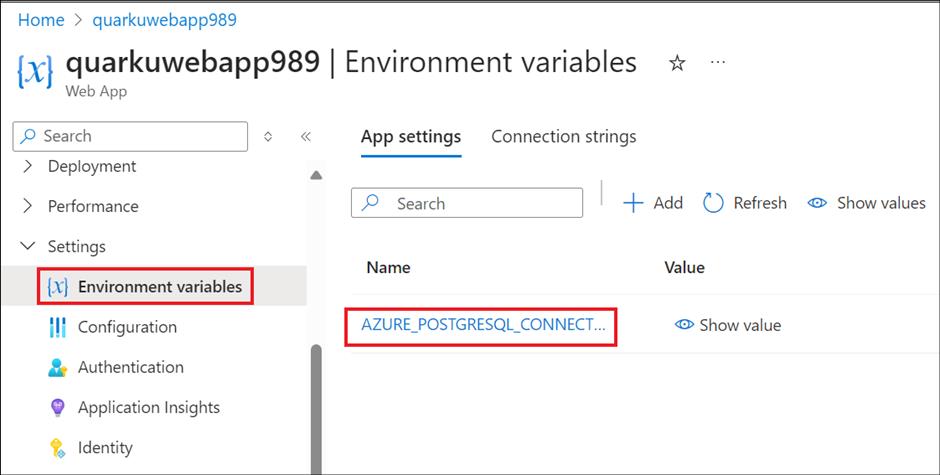 Home > quarkuwebapp989
{x} quarkuwebapp989 | Environment variables ☆ ...
Web App
Search
Deployment
Performance
Settings
{x} Environment variables
Configuration
Authentication
Application Insights
Identity
App settings Connection strings
Search + Add Refresh Show values
Name Value
AZURE_POSTGRESQL_CONNECT... Show value